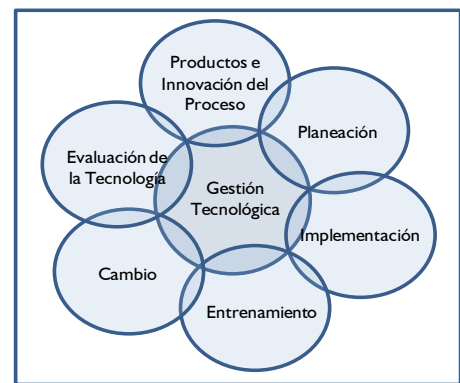 Productos e
Innovación del
Proceso
Planeación
Evaluación de
la Tecnología
Gestión
Tecnológica
Implementación
Cambio
Entrenamiento